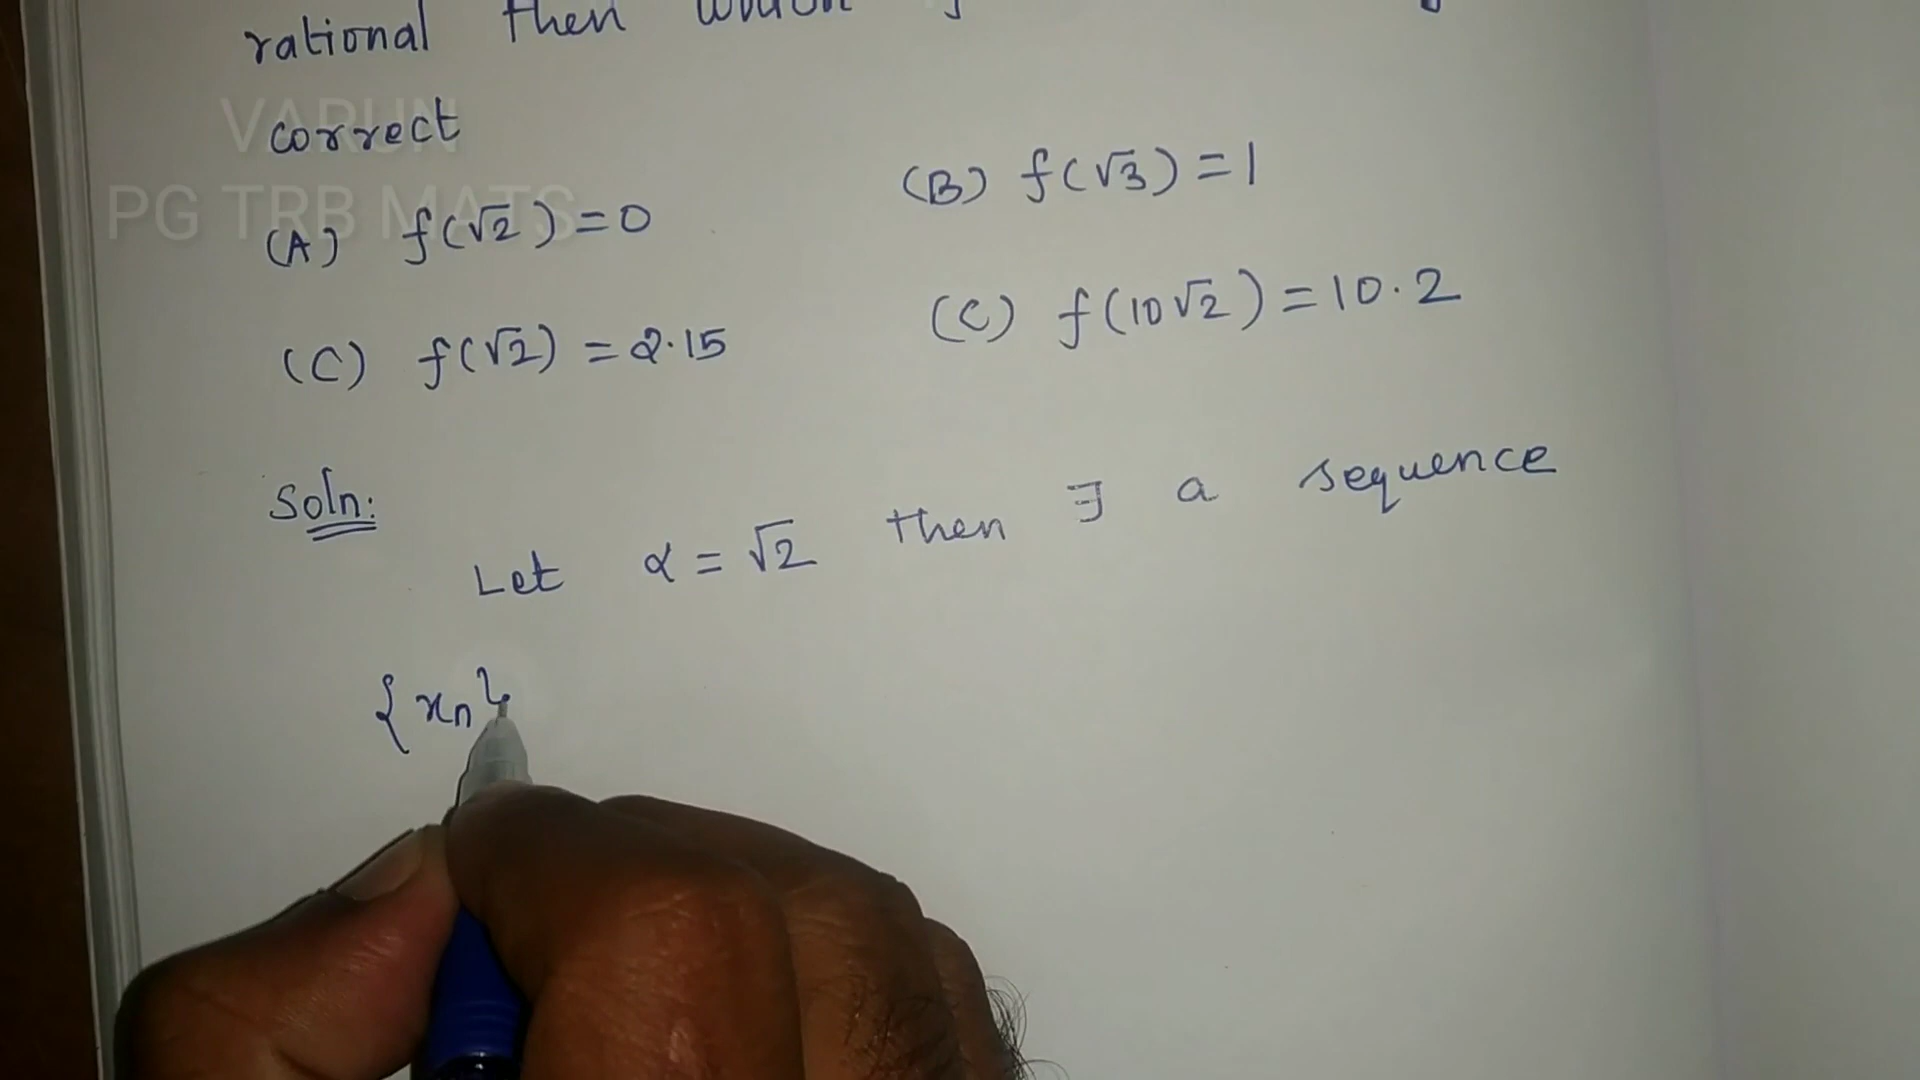 rational then
correct
VARUN
PG TRB MATS
(A) f(√2)=0
(B) f(√3)=1
(C) f(√2) = 2.15
(C) f(10√2)=10.2
Soln:
Let α = √2 then ∃ a sequence
{xn}